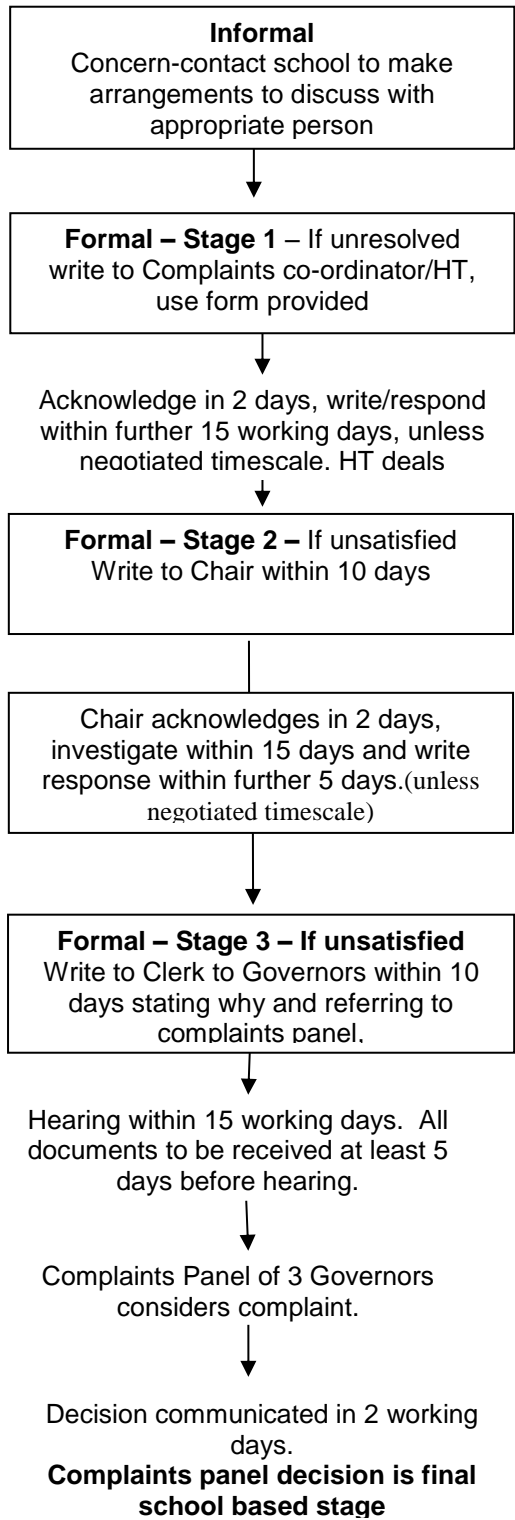 Informal
Concern-contact school to make
arrangements to discuss with
appropriate person
Formal – Stage 1 – If unresolved
write to Complaints co-ordinator/HT,
use form provided
Acknowledge in 2 days, write/respond
within further 15 working days, unless
negotiated timescale. HT deals
Formal – Stage 2 – If unsatisfied
Write to Chair within 10 days
Chair acknowledges in 2 days,
investigate within 15 days and write
response within further 5 days.(unless
negotiated timescale)
Formal – Stage 3 – If unsatisfied
Write to Clerk to Governors within 10
days stating why and referring to
complaints panel,
Hearing within 15 working days.  All
documents to be received at least 5
days before hearing.
Complaints Panel of 3 Governors
considers complaint.
Decision communicated in 2 working
days.
Complaints panel decision is final
school based stage